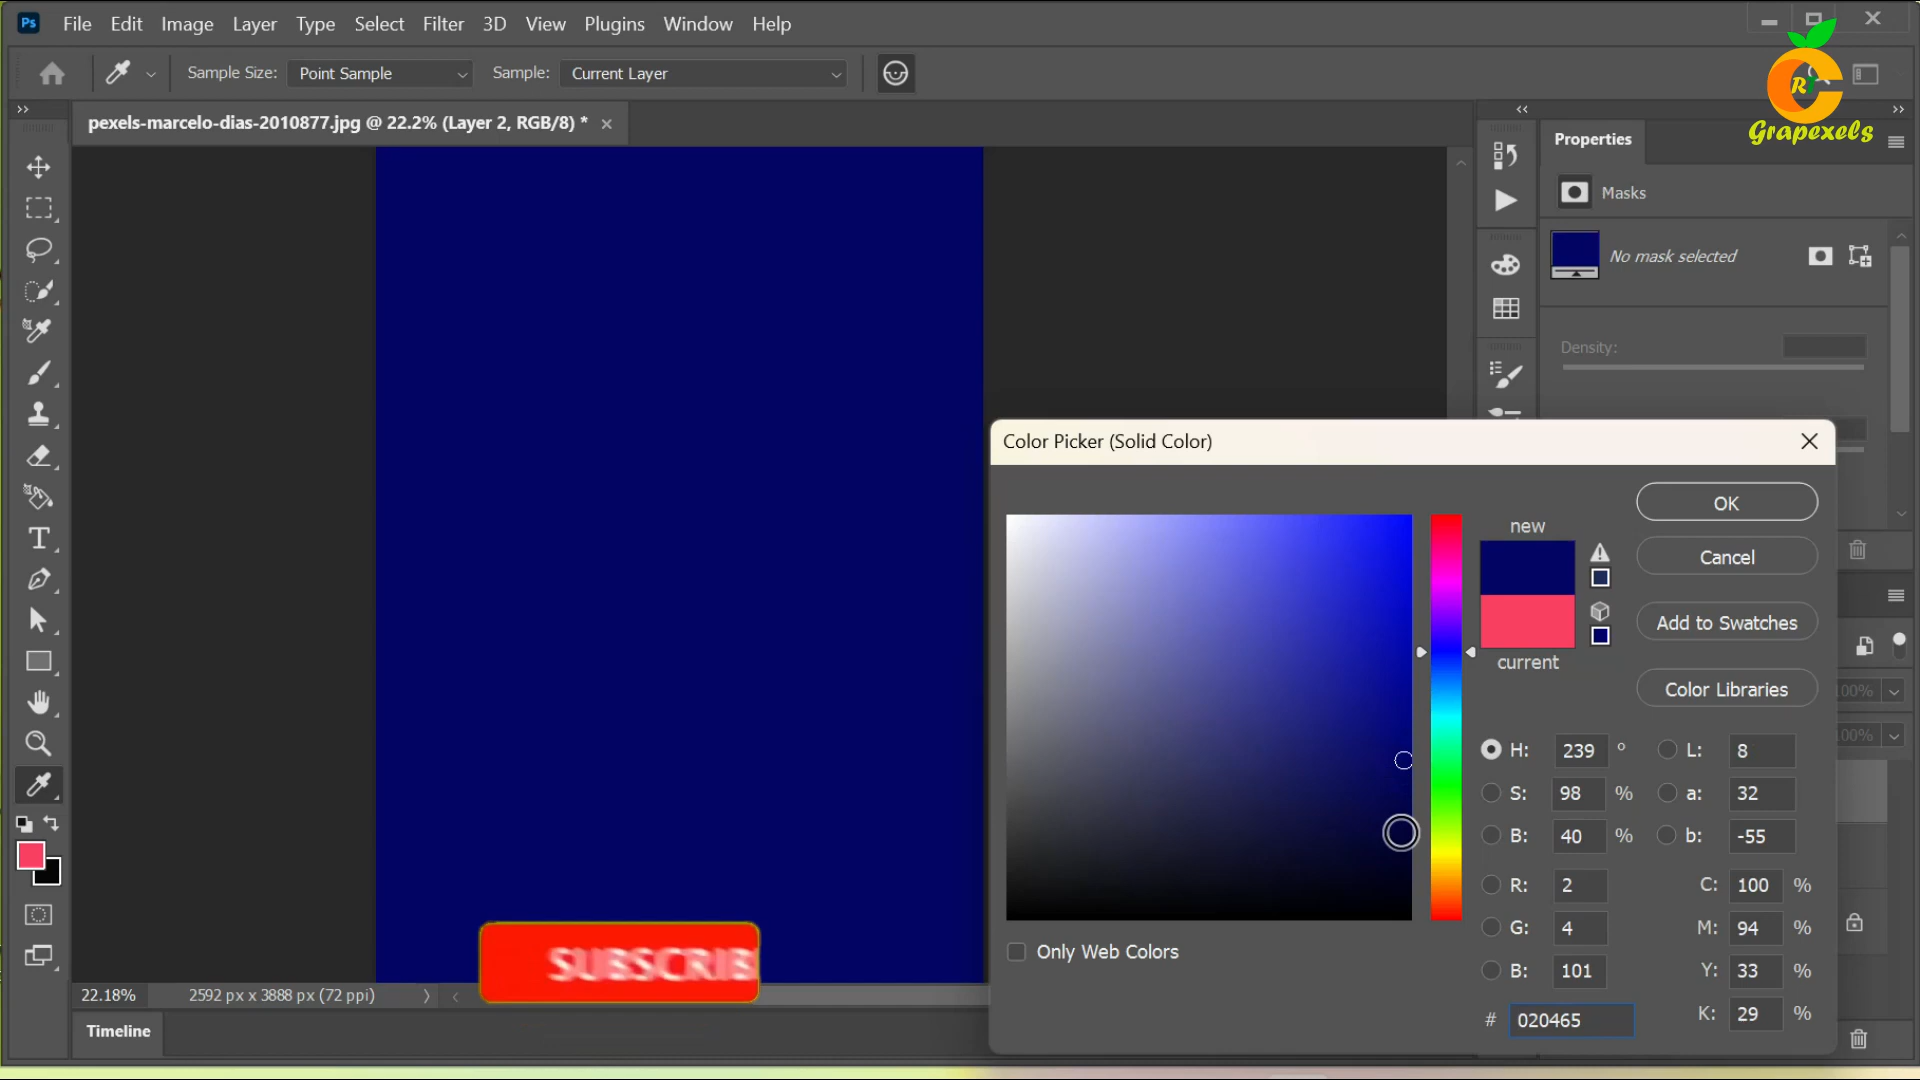 Ps File Edit Image Layer Type Select Filter 3D View Plugins Window Help
Sample Size: Point Sample Sample: Current Layer
RC
Grapexels
pexels-marcelo-dias-2010877.jpg @ 22.2% (Layer 2, RGB/8) * ×
Properties
Masks
No mask selected
Density:
Color Picker (Solid Color)
new
OK
Cancel
Add to Swatches
current
Color Libraries
100%
100%
H: 239 °
L: 8
S: 98 %
a: 32
B: 40 %
b: -55
R: 2
C: 100 %
G: 4
M: 94 %
B: 101
Y: 33 %
# 020465
K: 29 %
Only Web Colors
SUBSCRIB
22.18% 2592 px x 3888 px (72 ppi)
Timeline